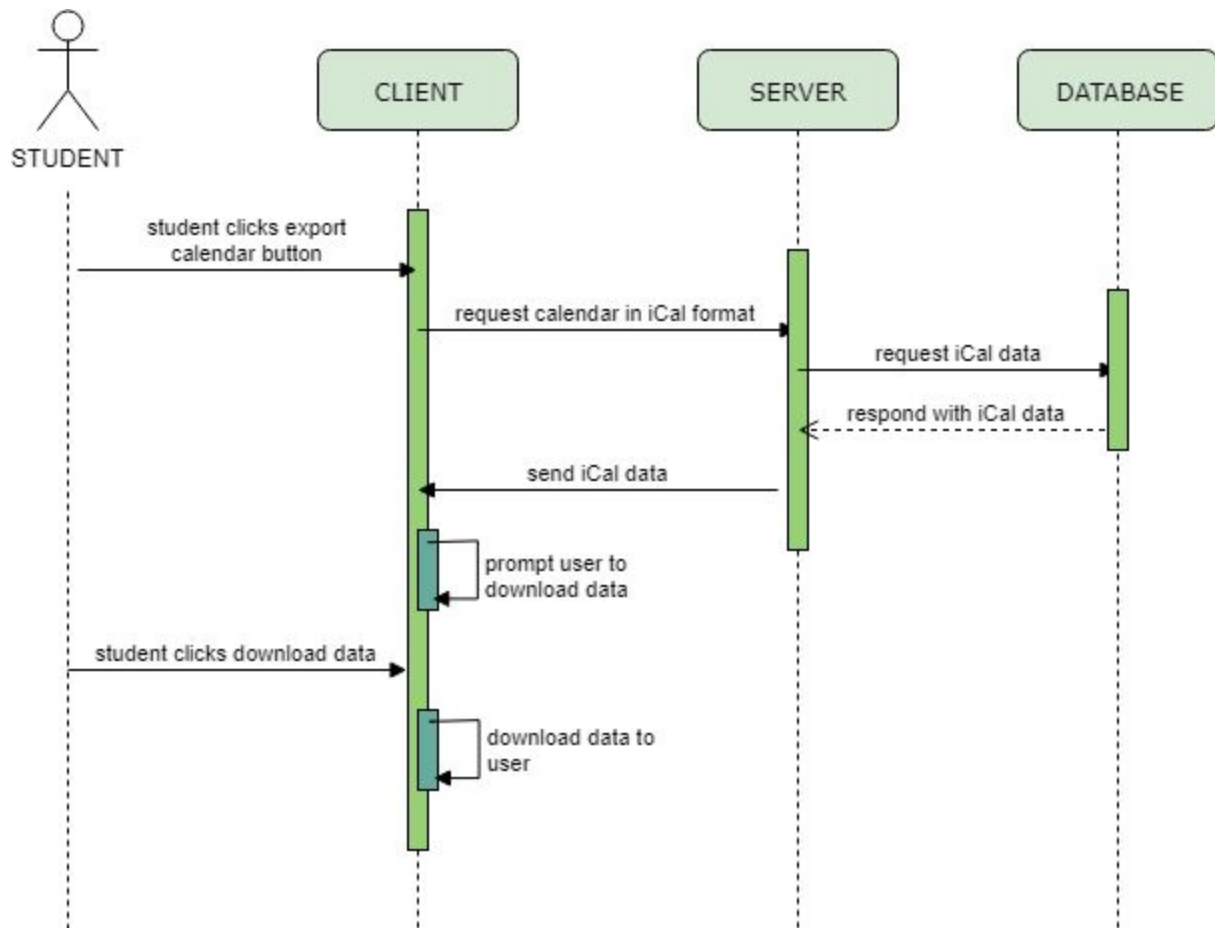 CLIENT
SERVER
DATABASE
STUDENT
student clicks export
calendar button
request calendar in iCal format
request iCal data
respond with iCal data
send iCal data
prompt user to
download data
student clicks download data
download data to
user